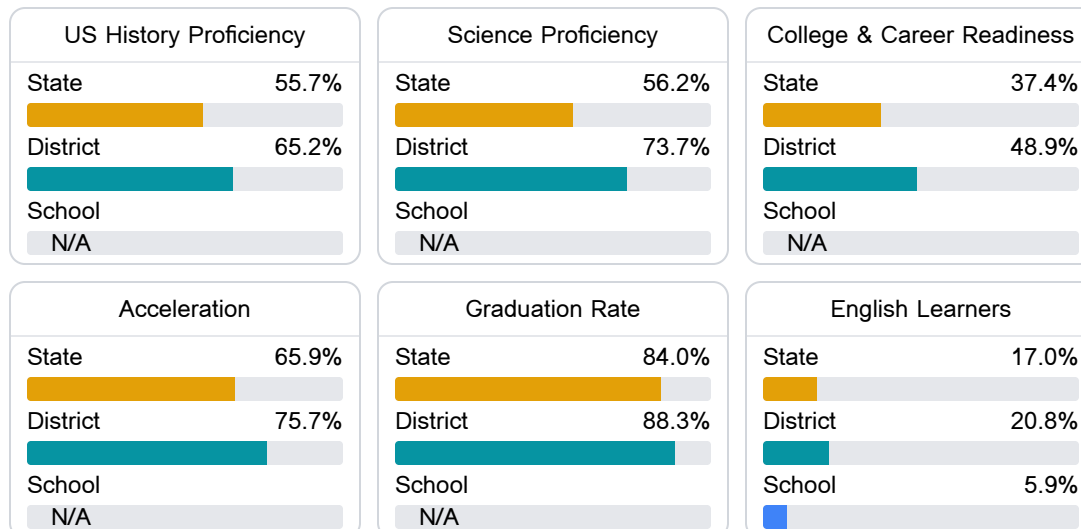 US History Proficiency
State 55.7%
District 65.2%
School
N/A
Science Proficiency
State 56.2%
District 73.7%
School
N/A
College & Career Readiness
State 37.4%
District 48.9%
School
N/A
Acceleration
State 65.9%
District 75.7%
School
N/A
Graduation Rate
State 84.0%
District 88.3%
School
N/A
English Learners
State 17.0%
District 20.8%
School 5.9%